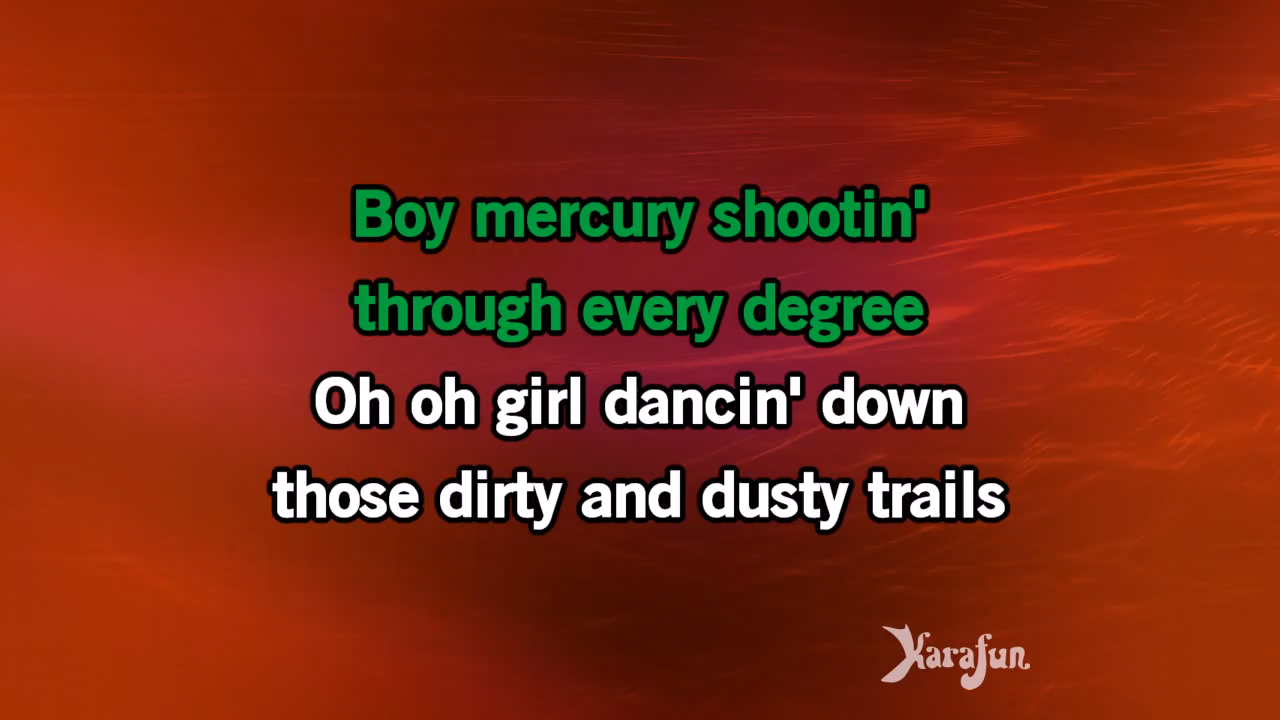 Boy mercury shootin'
through every degree
Oh oh girl dancin' down
those dirty and dusty trails
Karafun